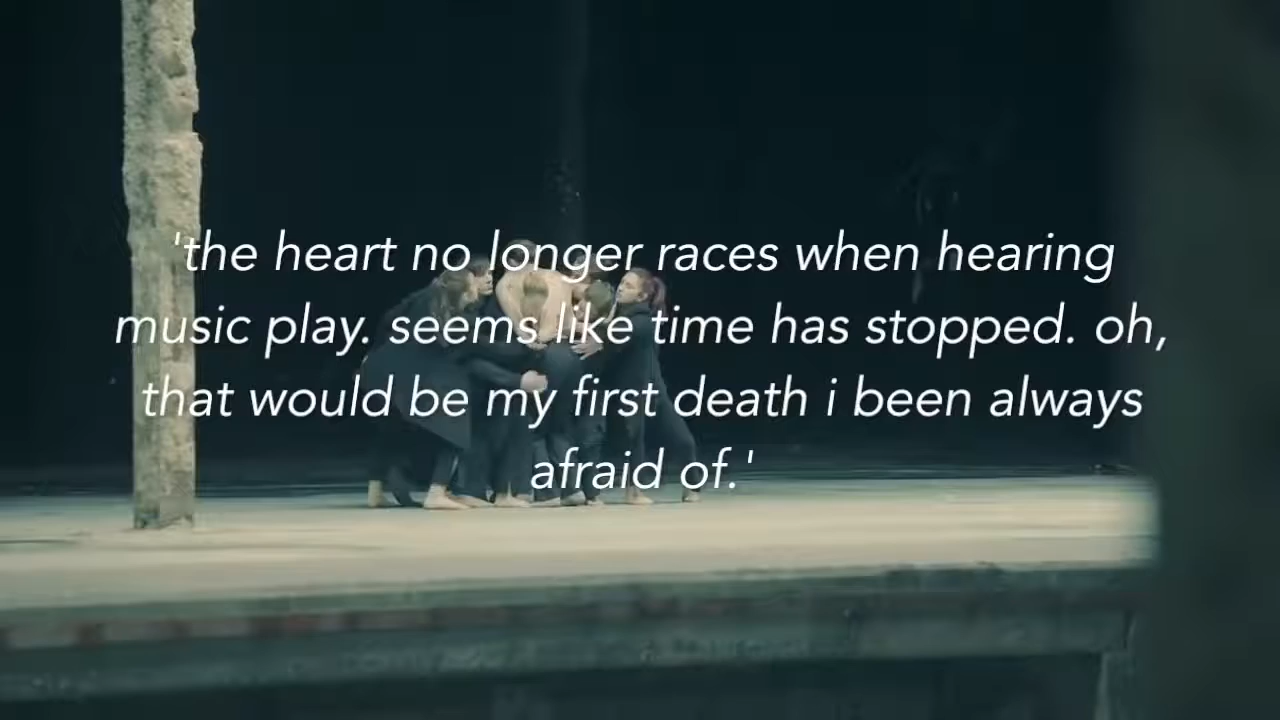 'the heart no longer races when hearing
music play. seems like time has stopped. oh,
that would be my first death i been always
afraid of.'